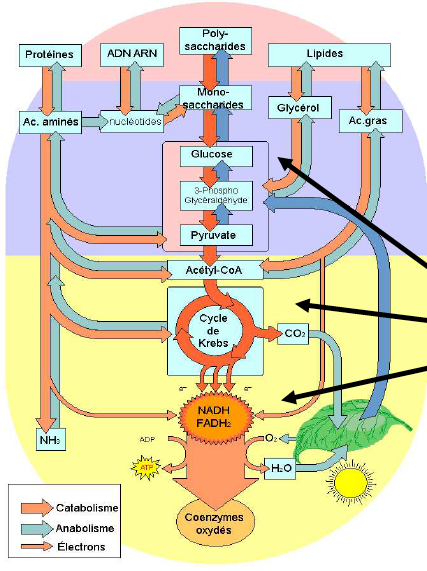 Protéines
ADN ARN
Poly-
saccharides
Lipides
Mono-
saccharides
Glycérol
Ac. aminés
nucléotides
Ac.gras
Glucose
3-Phospho
Glycéraldéhyde
Pyruvate
Acétyl-CoA
Cycle
de
Krebs
CO₂
e⁻
e⁻
NADH
FADH₂
NH₃
ADP
O₂
ATP
H₂O
Coenzymes
oxydés
Catabolisme
Anabolisme
Électrons